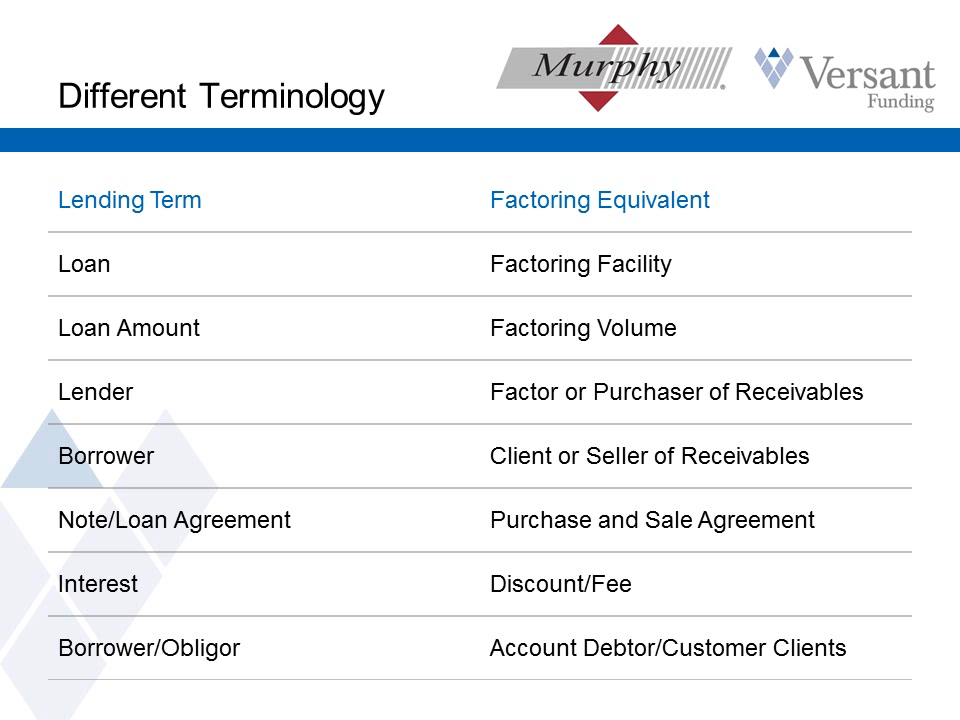 Different Terminology
Murphy
®
Versant
Funding
Lending Term Factoring Equivalent
Loan Factoring Facility
Loan Amount Factoring Volume
Lender Factor or Purchaser of Receivables
Borrower Client or Seller of Receivables
Note/Loan Agreement Purchase and Sale Agreement
Interest Discount/Fee
Borrower/Obligor Account Debtor/Customer Clients